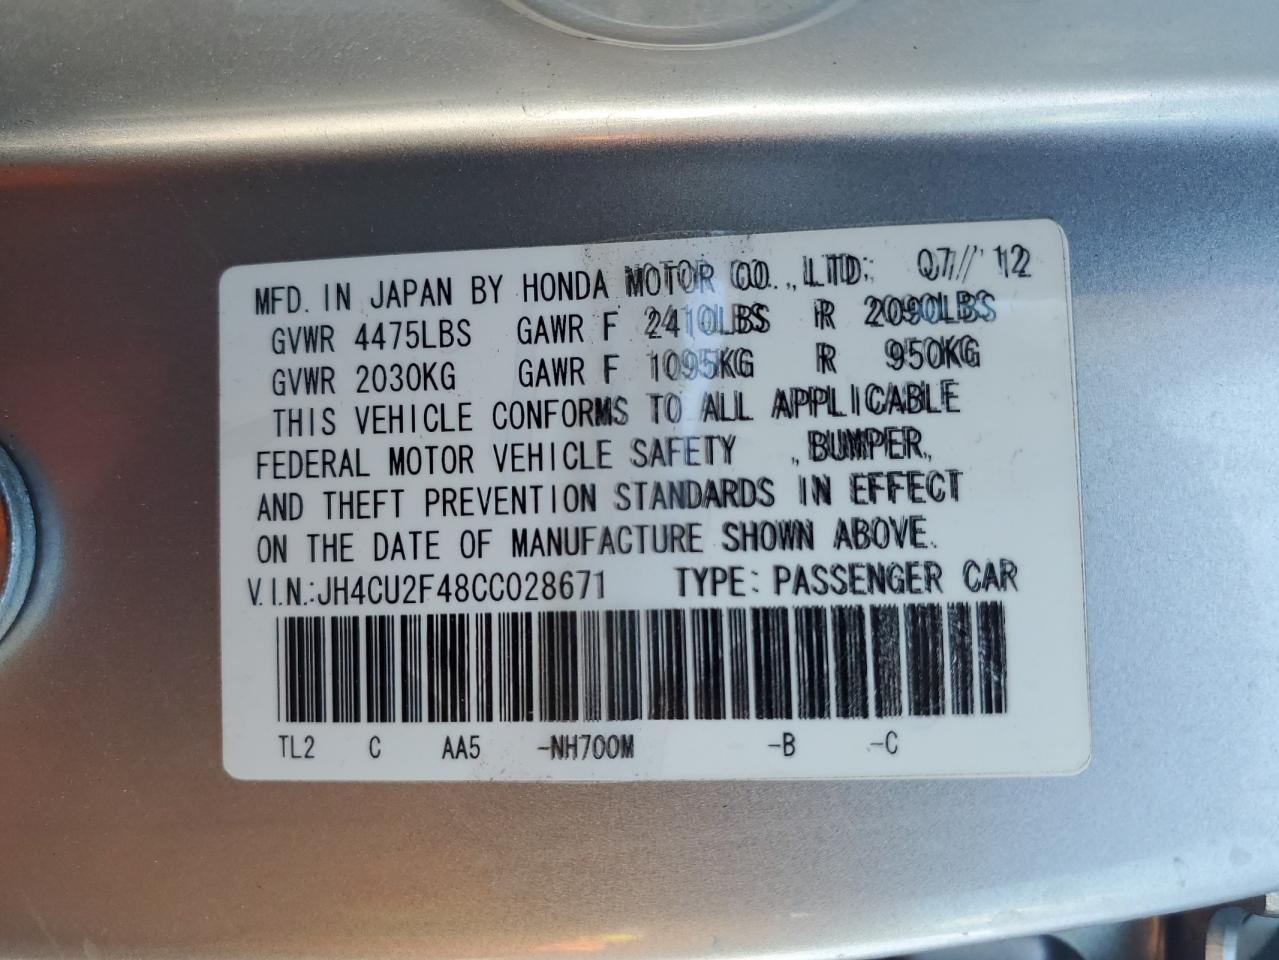 MFD. IN JAPAN BY HONDA MOTOR CO., LTD. 07/12
GVWR 4475LBS GAWR F 2410LBS R 2090LBS
GVWR 2030KG GAWR F 1095KG R 950KG
THIS VEHICLE CONFORMS TO ALL APPLICABLE
FEDERAL MOTOR VEHICLE SAFETY , BUMPER,
AND THEFT PREVENTION STANDARDS IN EFFECT
ON THE DATE OF MANUFACTURE SHOWN ABOVE.
V.I.N.:JH4CU2F48CC028671 TYPE: PASSENGER CAR
TL2 C AA5 -NH700M -B -C